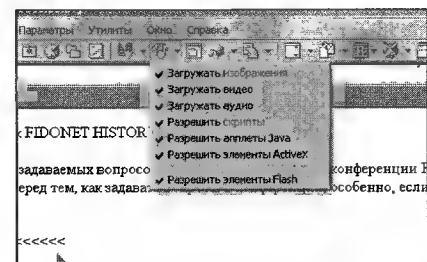 Параметры Утилиты Окно Справка
Загружать изображения
Загружать видео
Загружать аудио
Разрешить скрипты
Разрешить апплеты Java
Разрешить элементы ActiveX
Разрешить элементы Flash
FIDONET HISTOR
задаваемых вопросо конференции F
еред тем, как задава особенно, если
<<<<<<